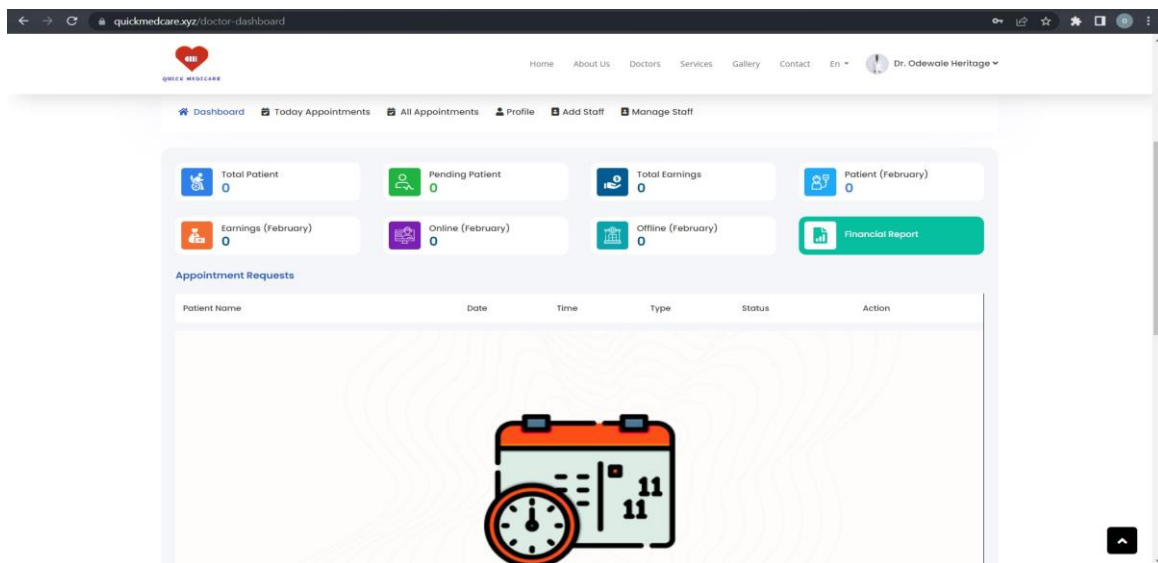 quickmedcare.xyz/doctor-dashboard
QUICK MEDICARE
Home About Us Doctors Services Gallery Contact En Dr. Odewale Heritage
Dashboard Today Appointments All Appointments Profile Add Staff Manage Staff
Total Patient
0
Pending Patient
0
Total Earnings
0
Patient (February)
0
Earnings (February)
0
Online (February)
0
Offline (February)
0
Financial Report
Appointment Requests
Patient Name Date Time Type Status Action
11
11